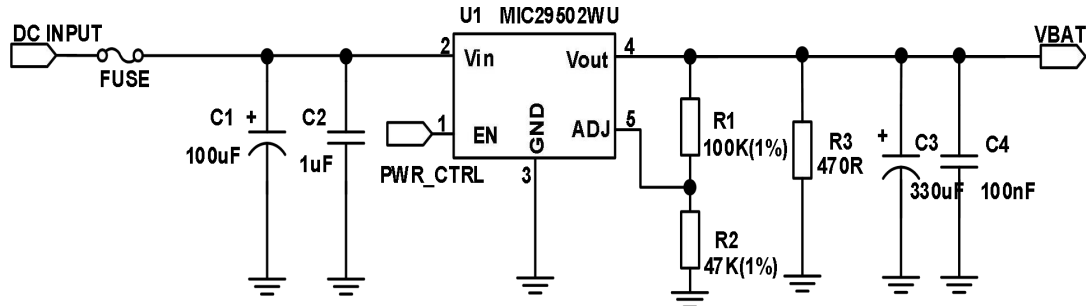 U1 MIC29502WU
DC INPUT
FUSE
2
Vin
Vout
4
VBAT
C1
+
100uF
C2
1uF
PWR_CTRL
1
EN
GND
3
ADJ
5
R1
100K(1%)
R2
47K(1%)
R3
470R
+
C3
330uF
C4
100nF